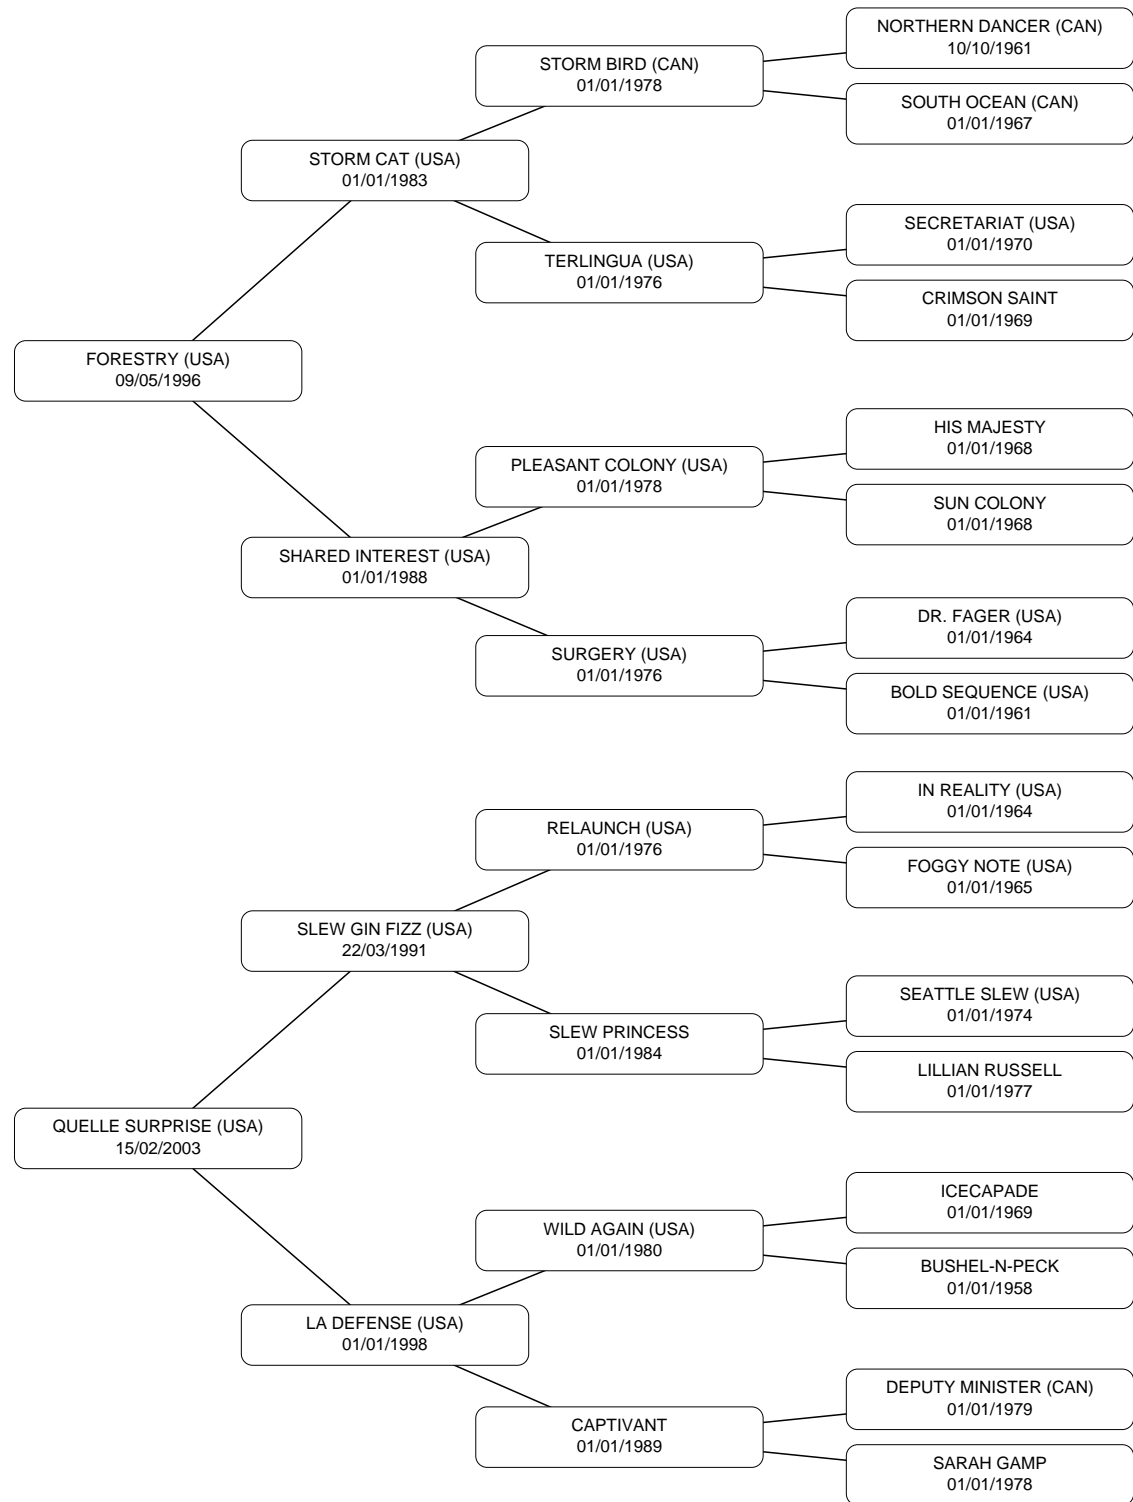 NORTHERN DANCER (CAN)
10/10/1961
STORM BIRD (CAN)
01/01/1978
SOUTH OCEAN (CAN)
01/01/1967
STORM CAT (USA)
01/01/1983
SECRETARIAT (USA)
01/01/1970
TERLINGUA (USA)
01/01/1976
CRIMSON SAINT
01/01/1969
FORESTRY (USA)
09/05/1996
HIS MAJESTY
01/01/1968
PLEASANT COLONY (USA)
01/01/1978
SUN COLONY
01/01/1968
SHARED INTEREST (USA)
01/01/1988
DR. FAGER (USA)
01/01/1964
SURGERY (USA)
01/01/1976
BOLD SEQUENCE (USA)
01/01/1961
IN REALITY (USA)
01/01/1964
RELAUNCH (USA)
01/01/1976
FOGGY NOTE (USA)
01/01/1965
SLEW GIN FIZZ (USA)
22/03/1991
SEATTLE SLEW (USA)
01/01/1974
SLEW PRINCESS
01/01/1984
LILLIAN RUSSELL
01/01/1977
QUELLE SURPRISE (USA)
15/02/2003
ICECAPADE
01/01/1969
WILD AGAIN (USA)
01/01/1980
BUSHEL-N-PECK
01/01/1958
LA DEFENSE (USA)
01/01/1998
DEPUTY MINISTER (CAN)
01/01/1979
CAPTIVANT
01/01/1989
SARAH GAMP
01/01/1978